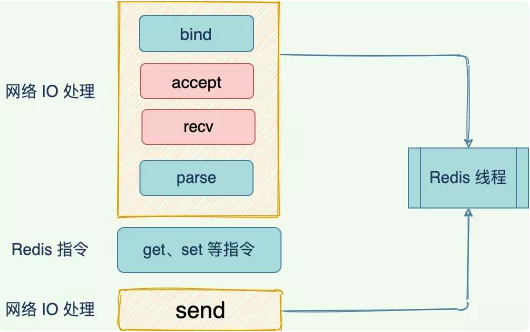 bind
accept
网络 IO 处理
recv
parse
Redis 线程
Redis 指令
get、set 等指令
网络 IO 处理
send